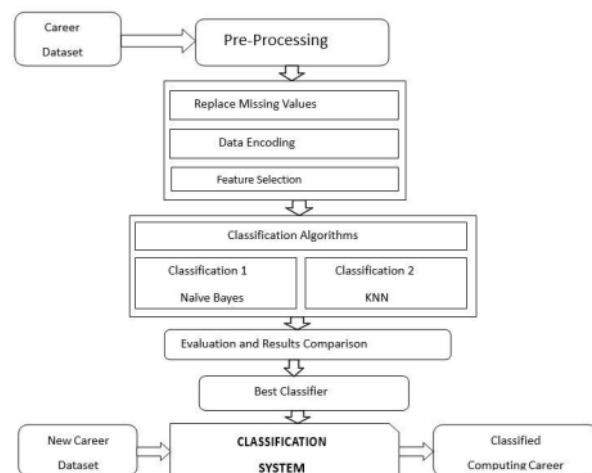 Career
Dataset
Pre-Processing
Replace Missing Values
Data Encoding
Feature Selection
Classification Algorithms
Classification 1
Naïve Bayes
Classification 2
KNN
Evaluation and Results Comparison
Best Classifier
New Career
Dataset
CLASSIFICATION
SYSTEM
Classified
Computing Career